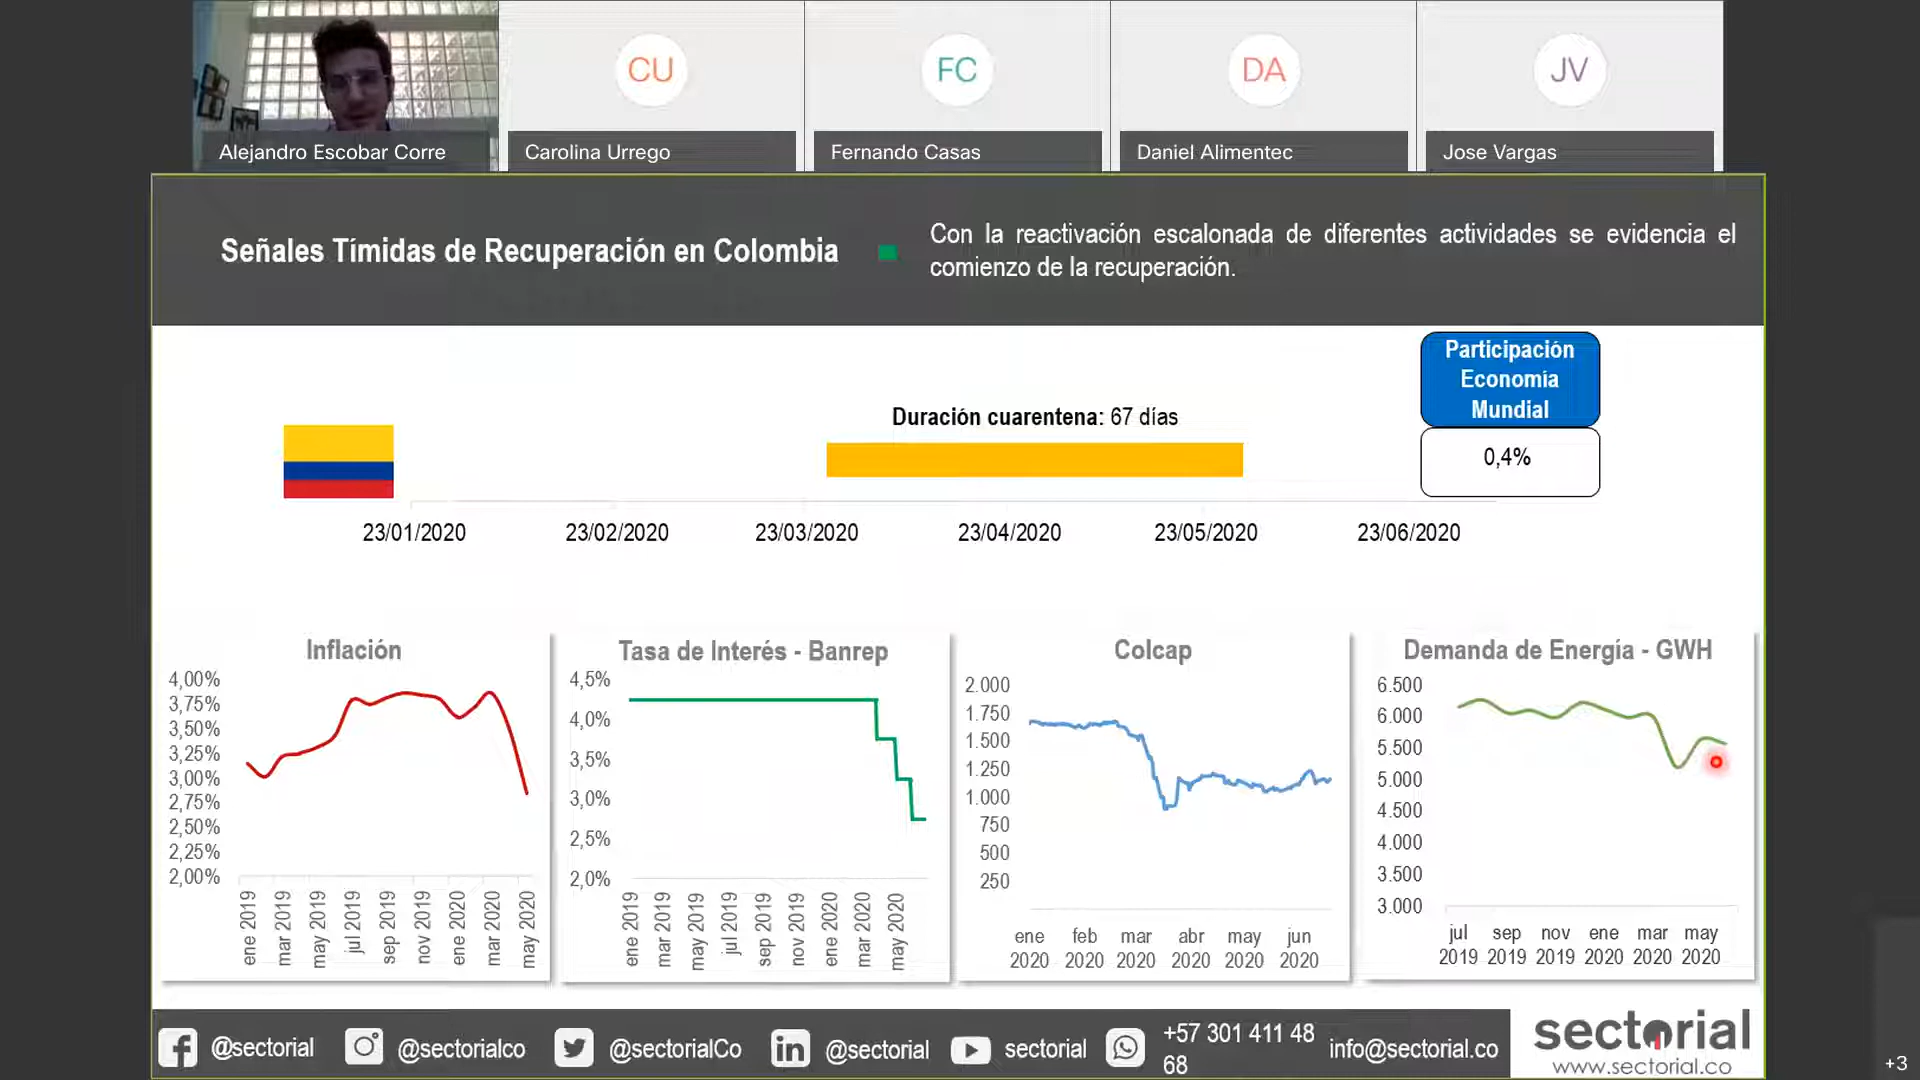 CU
FC
DA
JV
Alejandro Escobar Corre
Carolina Urrego
Fernando Casas
Daniel Alimentec
Jose Vargas
Señales Tímidas de Recuperación en Colombia
Con la reactivación escalonada de diferentes actividades se evidencia el
comienzo de la recuperación.
Participación
Economía
Mundial
0,4%
Duración cuarentena: 67 días
23/01/2020
23/02/2020
23/03/2020
23/04/2020
23/05/2020
23/06/2020
Inflación
4,00%
3,75%
3,50%
3,25%
3,00%
2,75%
2,50%
2,25%
2,00%
ene 2019
mar 2019
may 2019
jul 2019
sep 2019
nov 2019
ene 2020
mar 2020
may 2020
Tasa de Interés - Banrep
4,5%
4,0%
3,5%
3,0%
2,5%
2,0%
ene 2019
mar 2019
may 2019
jul 2019
sep 2019
nov 2019
ene 2020
mar 2020
may 2020
Colcap
2.000
1.750
1.500
1.250
1.000
750
500
250
ene feb mar abr may jun
2020 2020 2020 2020 2020 2020
Demanda de Energía - GWH
6.500
6.000
5.500
5.000
4.500
4.000
3.500
3.000
jul sep nov ene mar may
2019 2019 2019 2020 2020 2020
@sectorial
@sectorialco
@sectorialCo
@sectorial
sectorial
+57 301 411 48
68
info@sectorial.co
sectorial
www.sectorial.co
+3